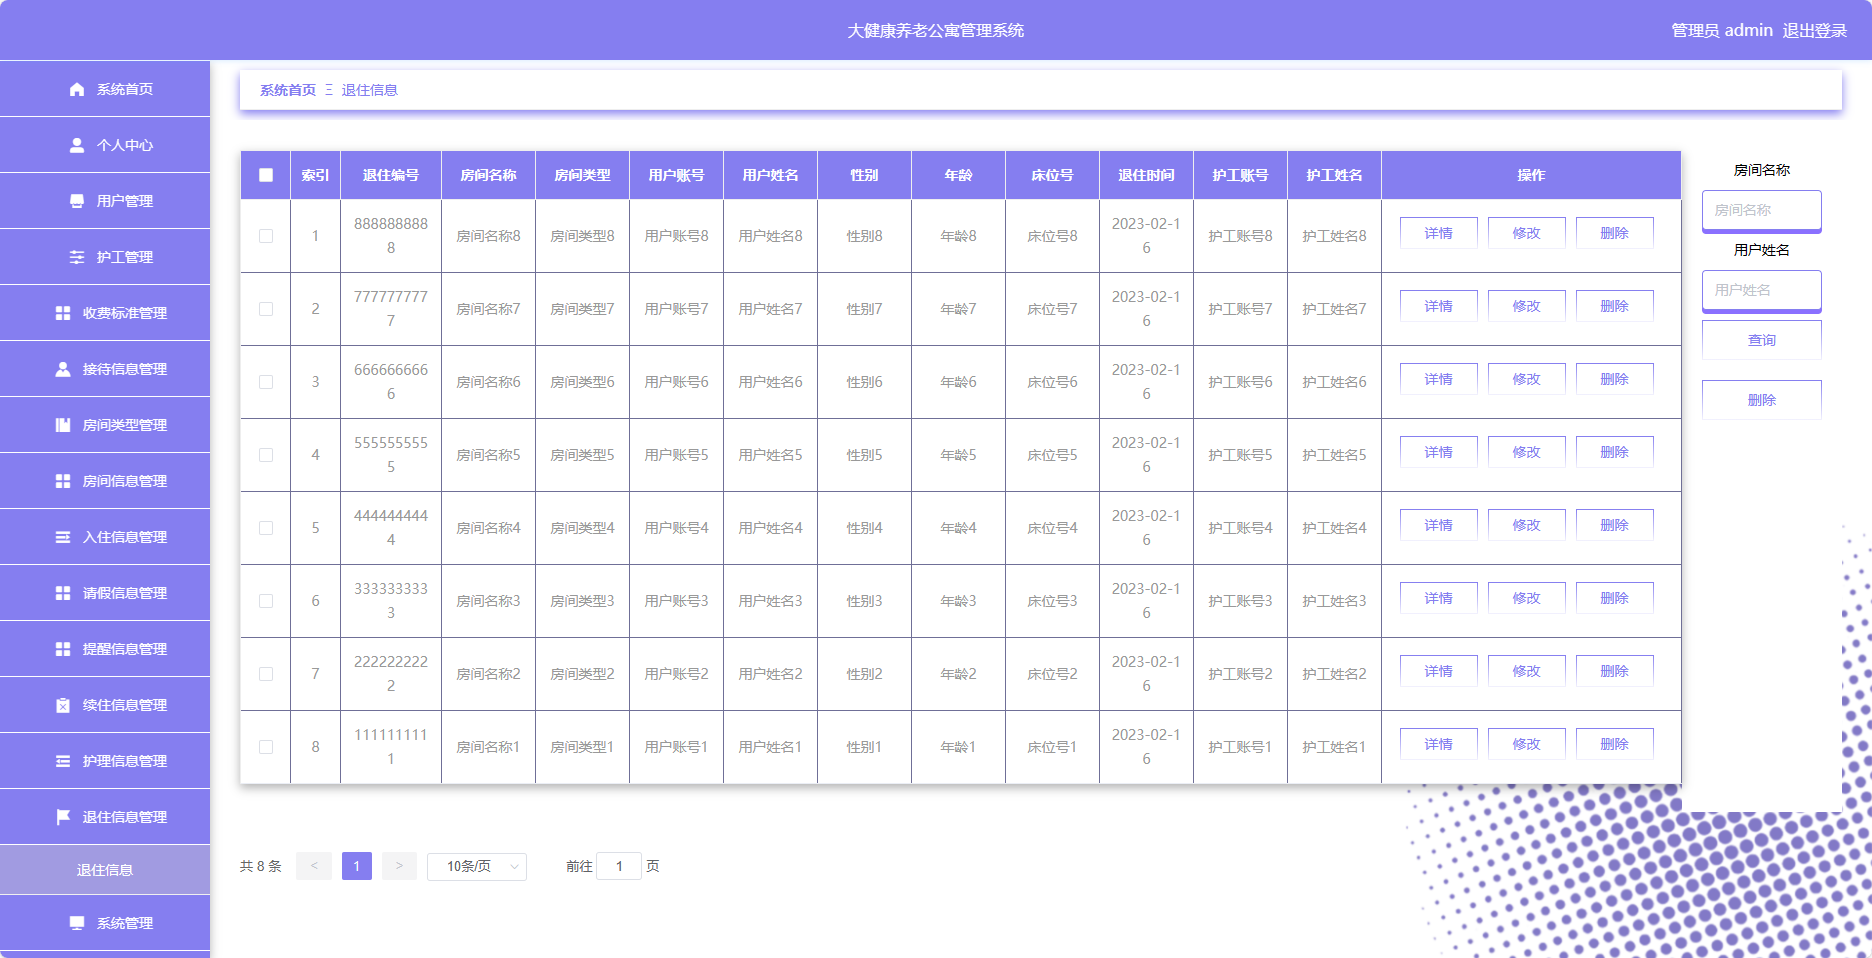 大健康养老公寓管理系统
管理员 admin 退出登录
系统首页
个人中心
用户管理
护工管理
收费标准管理
接待信息管理
房间类型管理
房间信息管理
入住信息管理
请假信息管理
提醒信息管理
续住信息管理
护理信息管理
退住信息管理
退住信息
系统管理
系统首页 Ξ 退住信息
索引 退住编号 房间名称 房间类型 用户账号 用户姓名 性别 年龄 床位号 退住时间 护工账号 护工姓名 操作
1 8888888888 房间名称8 房间类型8 用户账号8 用户姓名8 性别8 年龄8 床位号8 2023-02-16 护工账号8 护工姓名8 详情 修改 删除
2 7777777777 房间名称7 房间类型7 用户账号7 用户姓名7 性别7 年龄7 床位号7 2023-02-16 护工账号7 护工姓名7 详情 修改 删除
3 6666666666 房间名称6 房间类型6 用户账号6 用户姓名6 性别6 年龄6 床位号6 2023-02-16 护工账号6 护工姓名6 详情 修改 删除
4 5555555555 房间名称5 房间类型5 用户账号5 用户姓名5 性别5 年龄5 床位号5 2023-02-16 护工账号5 护工姓名5 详情 修改 删除
5 4444444444 房间名称4 房间类型4 用户账号4 用户姓名4 性别4 年龄4 床位号4 2023-02-16 护工账号4 护工姓名4 详情 修改 删除
6 3333333333 房间名称3 房间类型3 用户账号3 用户姓名3 性别3 年龄3 床位号3 2023-02-16 护工账号3 护工姓名3 详情 修改 删除
7 2222222222 房间名称2 房间类型2 用户账号2 用户姓名2 性别2 年龄2 床位号2 2023-02-16 护工账号2 护工姓名2 详情 修改 删除
8 1111111111 房间名称1 房间类型1 用户账号1 用户姓名1 性别1 年龄1 床位号1 2023-02-16 护工账号1 护工姓名1 详情 修改 删除
房间名称
房间名称
用户姓名
用户姓名
查询
删除
共 8 条 < 1 > 10条/页 前往 1 页